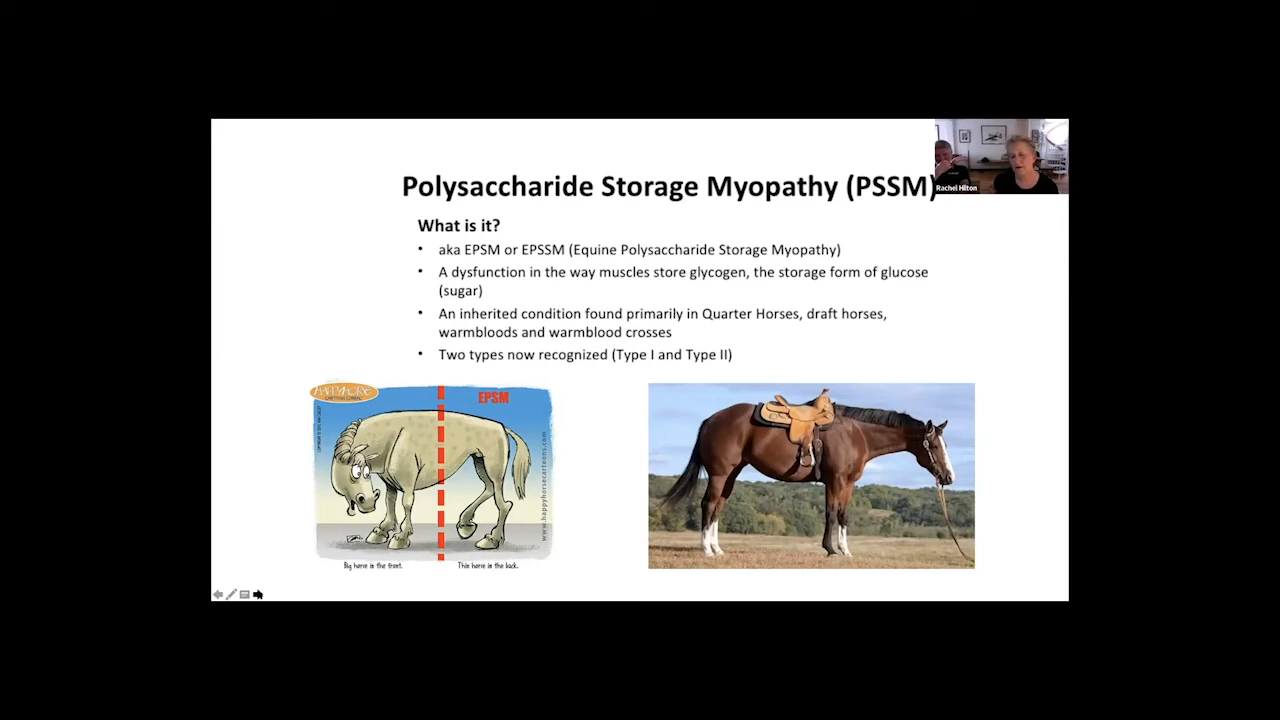 Polysaccharide Storage Myopathy (PSSM)
Rachel Hilton
What is it?
• aka EPSM or EPSSM (Equine Polysaccharide Storage Myopathy)
• A dysfunction in the way muscles store glycogen, the storage form of glucose
(sugar)
• An inherited condition found primarily in Quarter Horses, draft horses,
warmbloods and warmblood crosses
• Two types now recognized (Type I and Type II)
EPSM
www.happyhorsecartoons.com
Big horse in the front.
Thin horse in the back.